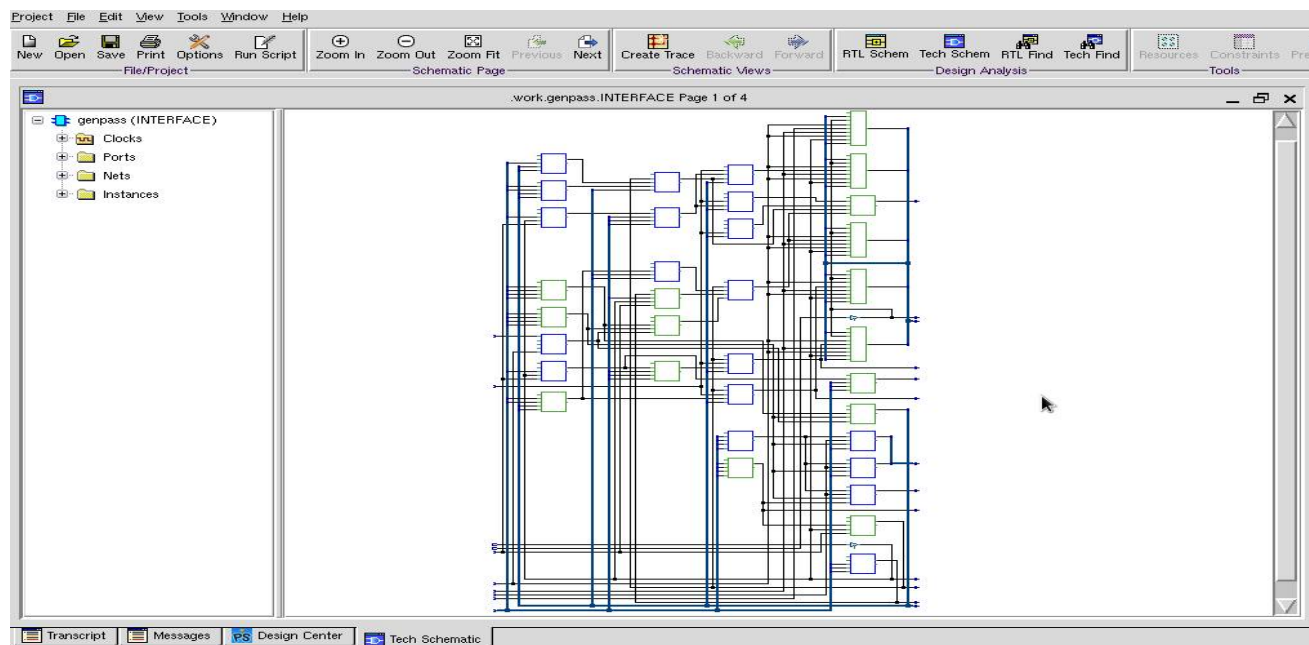 Project File Edit View Tools Window Help
New Open Save Print Options Run Script Zoom In Zoom Out Zoom Fit Previous Next Create Trace Backward Forward RTL Schem Tech Schem RTL Find Tech Find Resources Constraints Pre
File/Project Schematic Page Schematic Views Design Analysis Tools
.work.genpass.INTERFACE Page 1 of 4
genpass (INTERFACE)
Clocks
Ports
Nets
Instances
Transcript Messages PS Design Center Tech Schematic